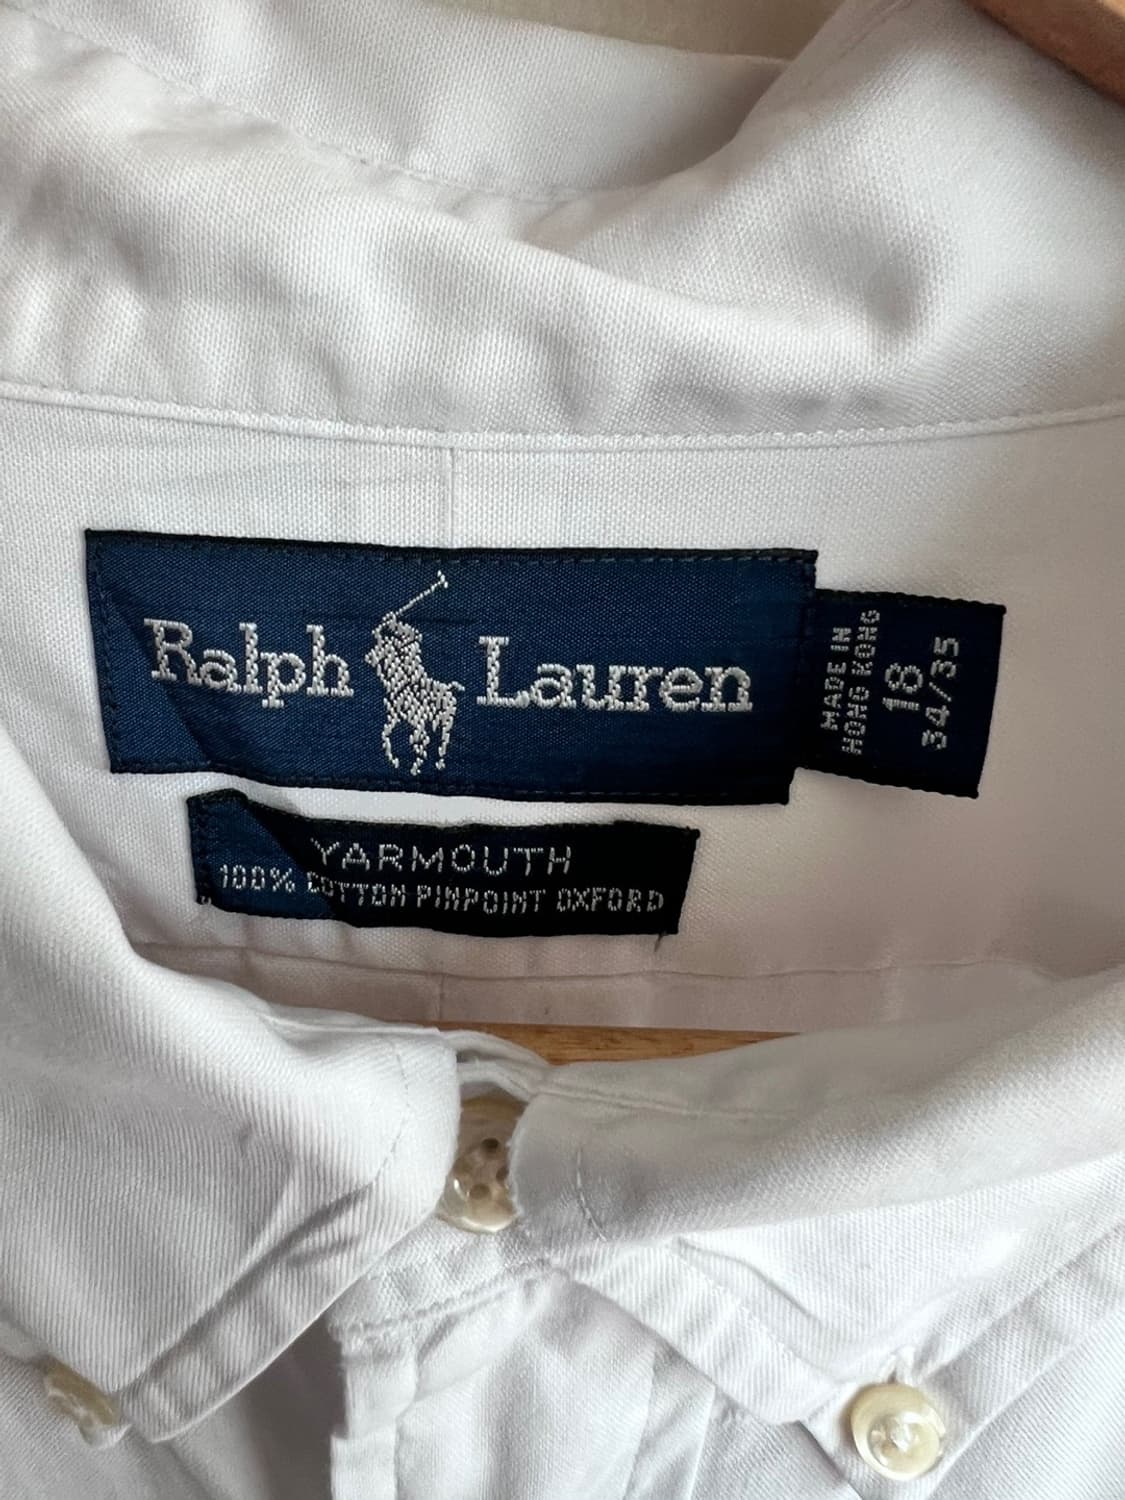 Ralph Lauren
MADE IN
HONG KONG
18
34/35
YARMOUTH
100% COTTON PINPOINT OXFORD